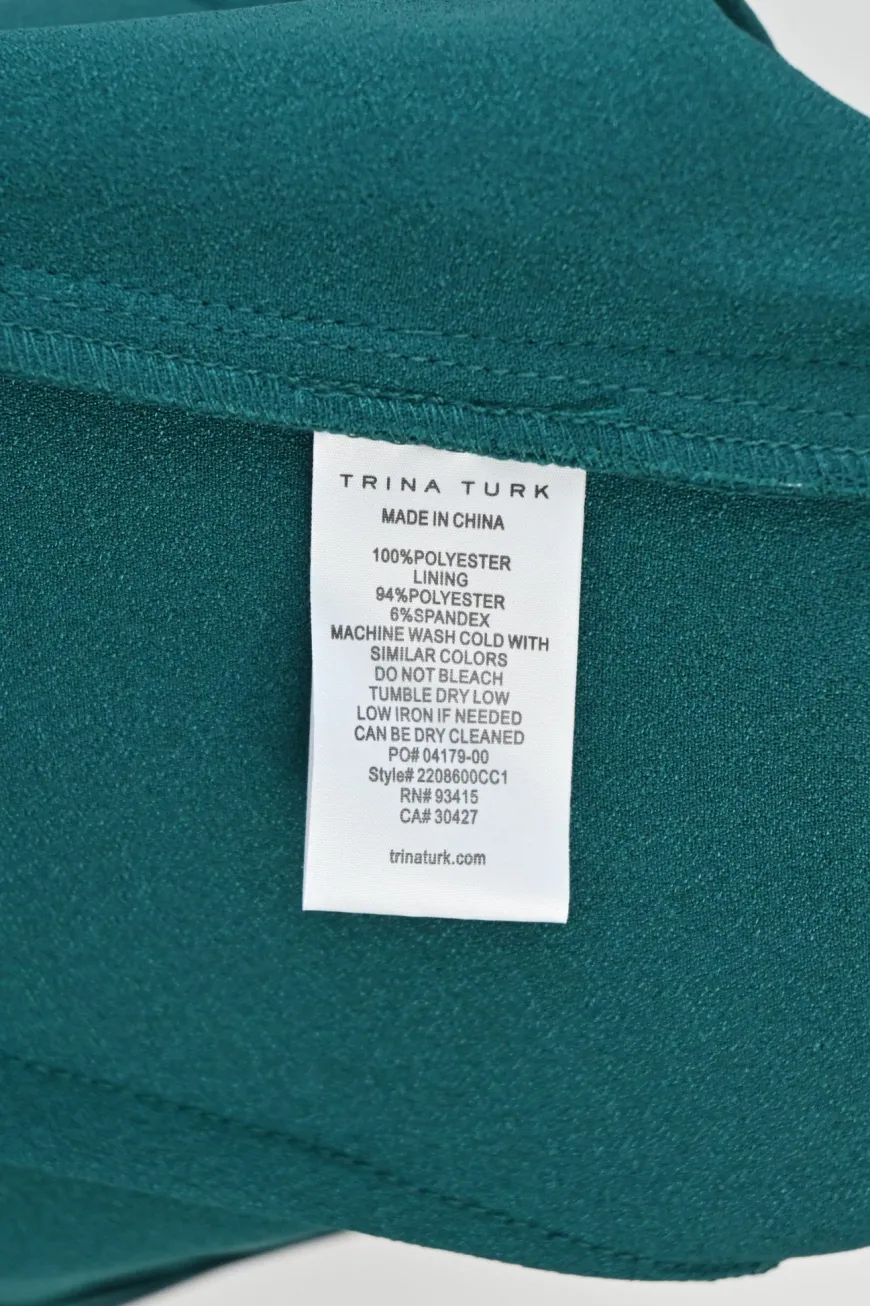 TRINA TURK
MADE IN CHINA
100%POLYESTER
LINING
94%POLYESTER
6%SPANDEX
MACHINE WASH COLD WITH
SIMILAR COLORS
DO NOT BLEACH
TUMBLE DRY LOW
LOW IRON IF NEEDED
CAN BE DRY CLEANED
PO# 04179-00
Style# 2208600CC1
RN# 93415
CA# 30427
trinaturk.com